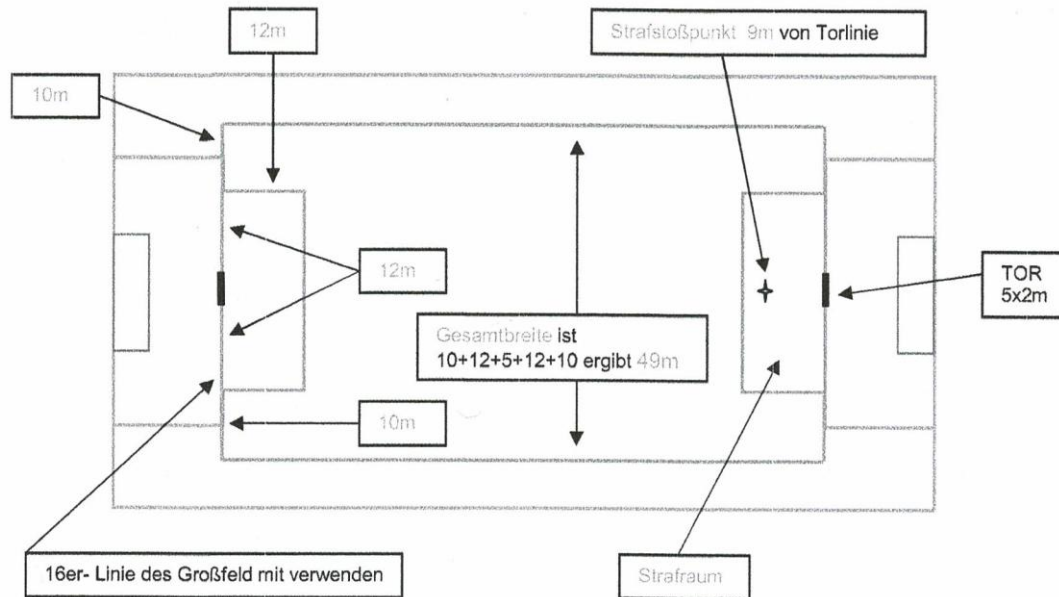 12m
Strafstoßpunkt 9m von Torlinie
10m
12m
TOR
5x2m
Gesamtbreite ist
10+12+5+12+10 ergibt 49m
10m
16er- Linie des Großfeld mit verwenden
Strafraum